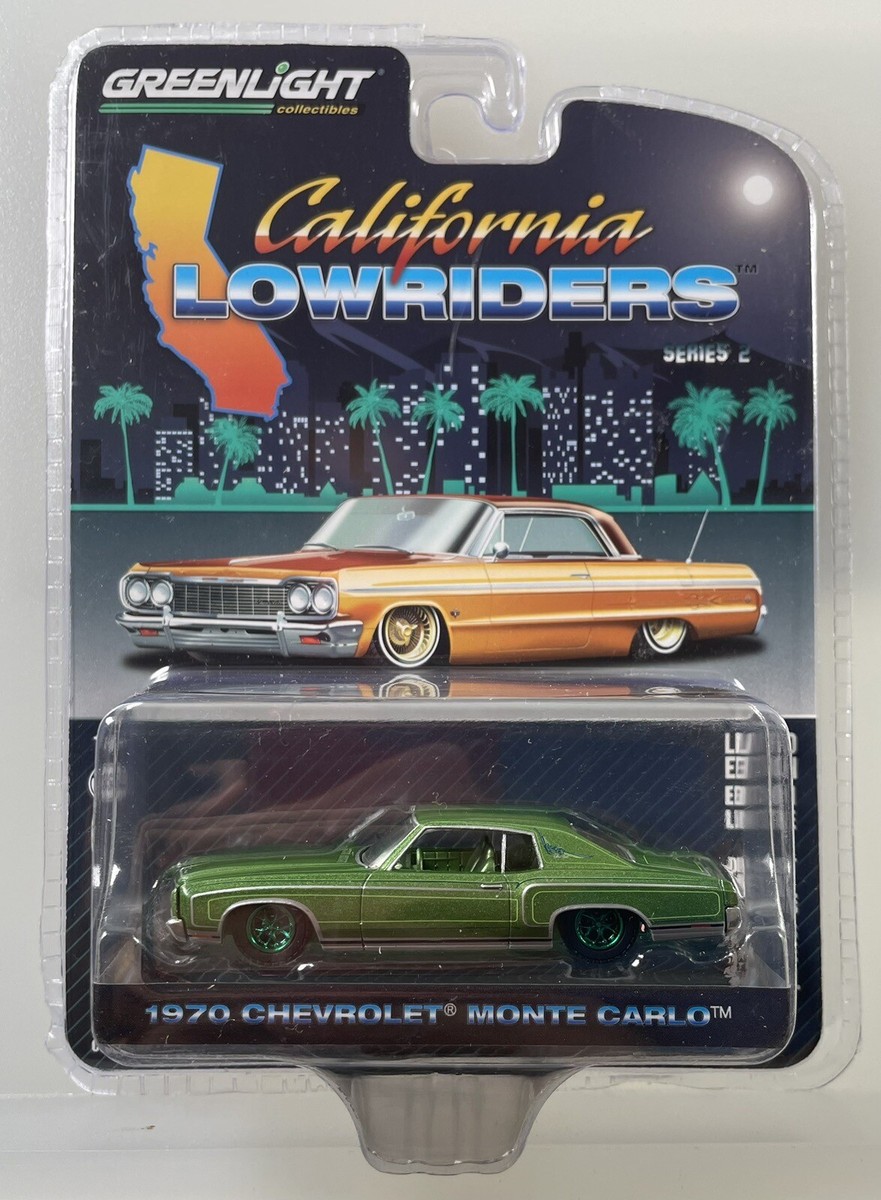 GREENLiGHT
collectibles
California
LOWRIDERS™
SERIES 2
1970 CHEVROLET® MONTE CARLO™